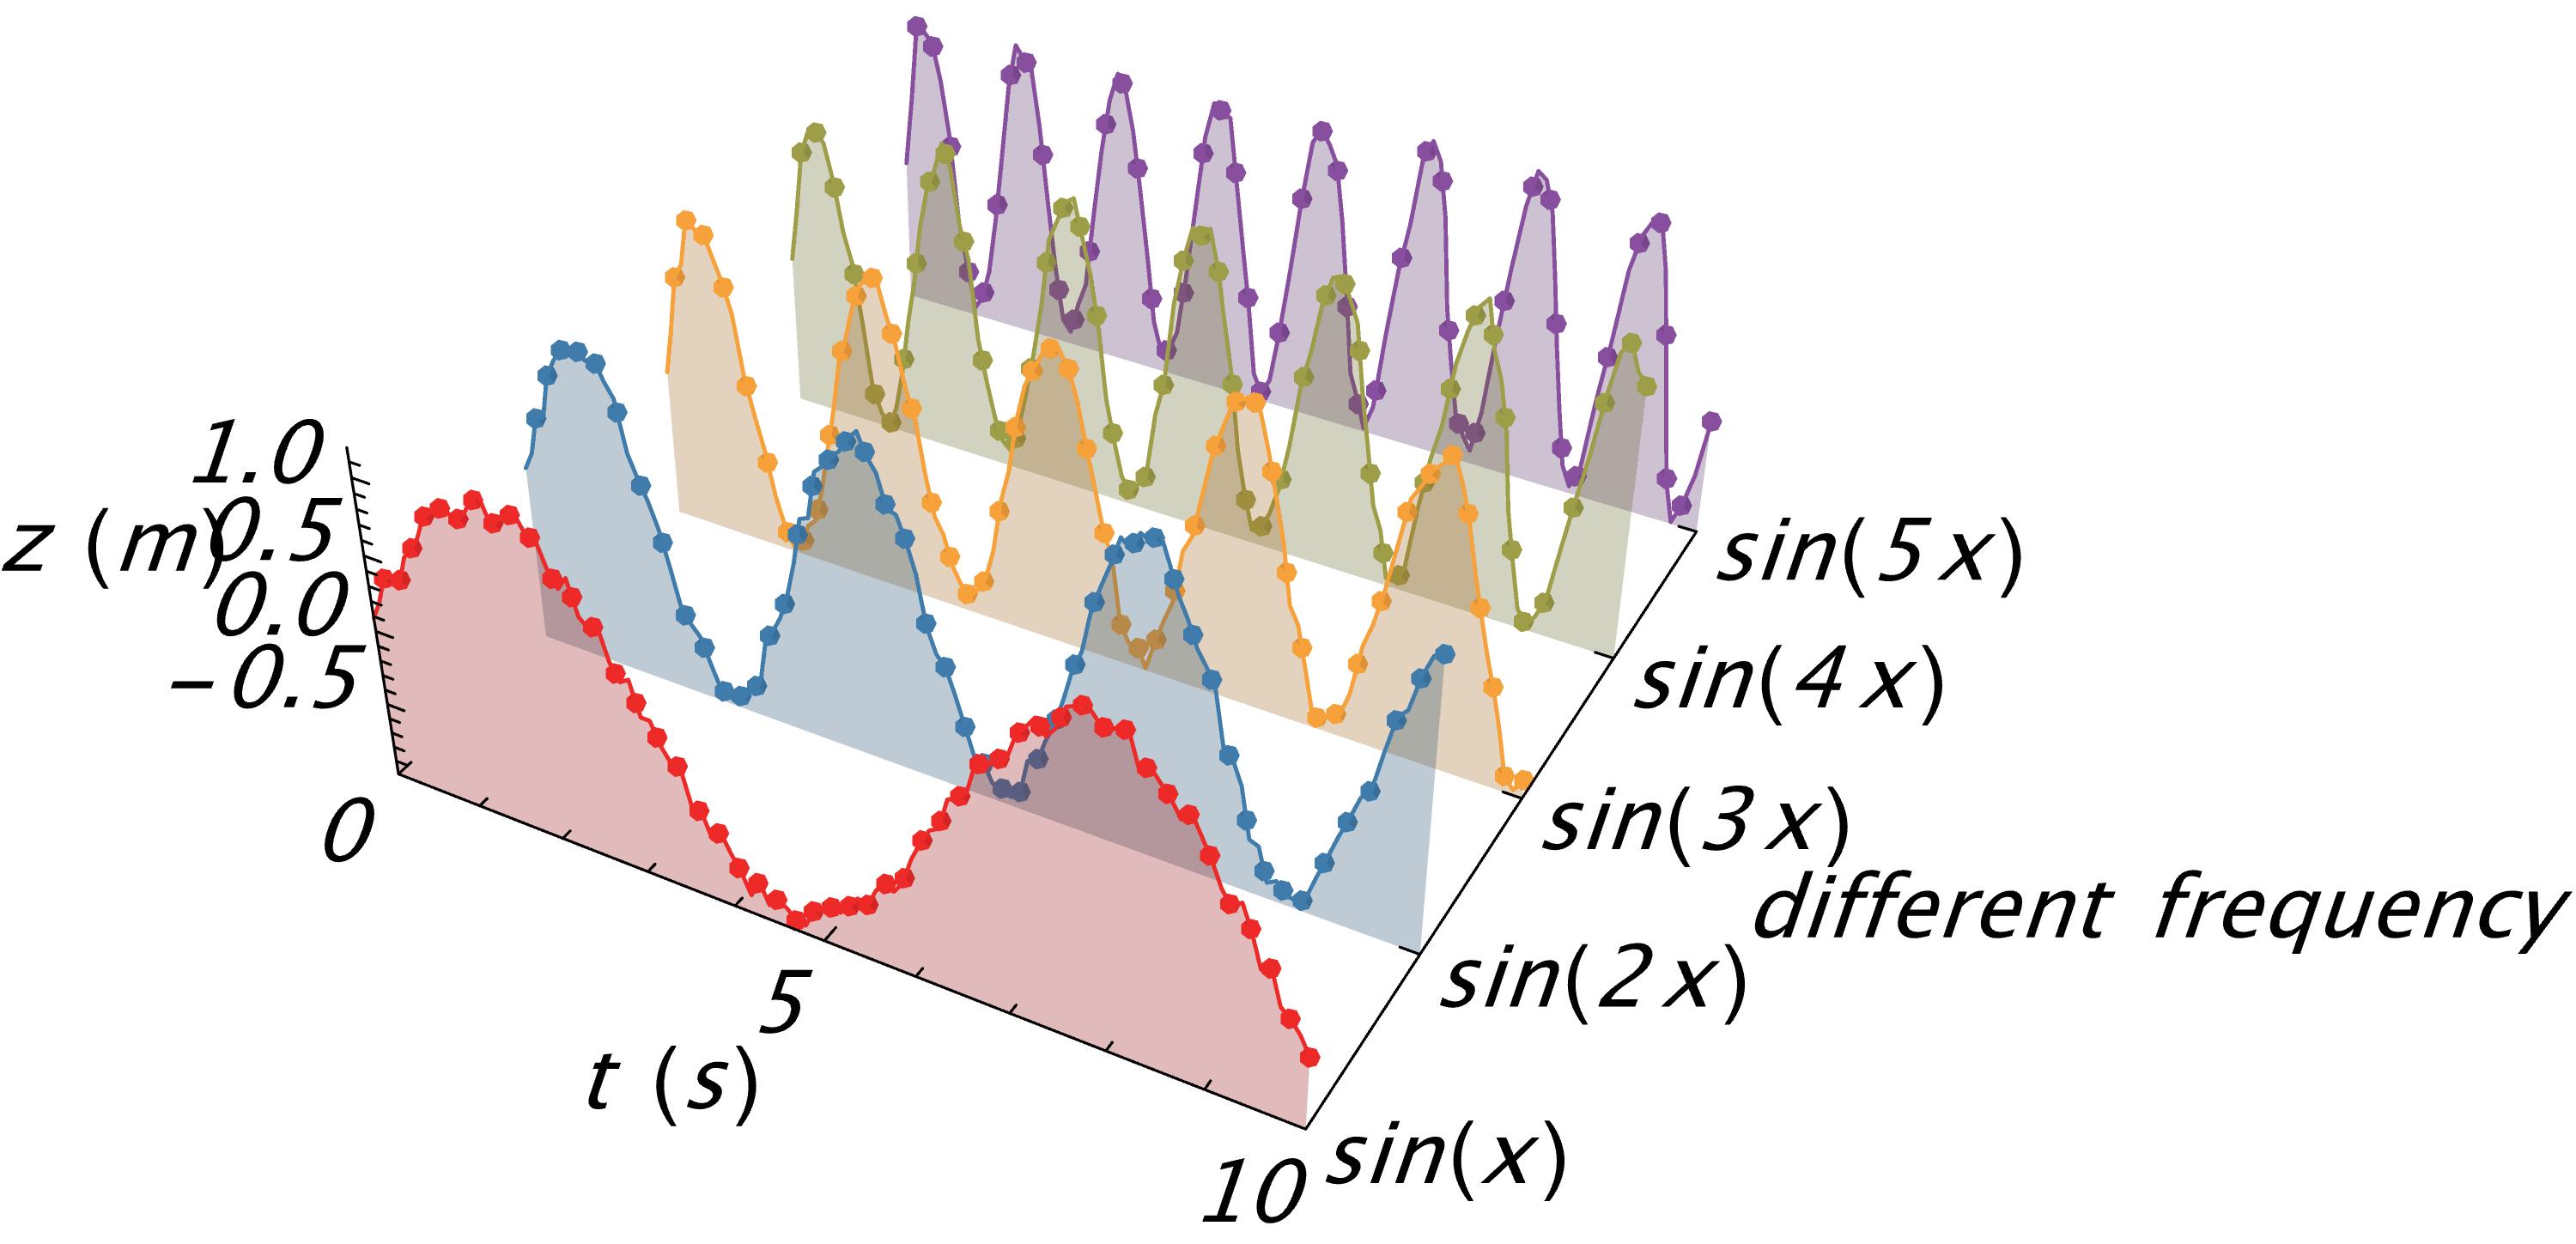 1.0
z (m)
0.5
0.0
−0.5
0
5
t (s)
10
sin(5 x)
sin(4 x)
sin(3 x)
different frequency
sin(2 x)
sin(x)